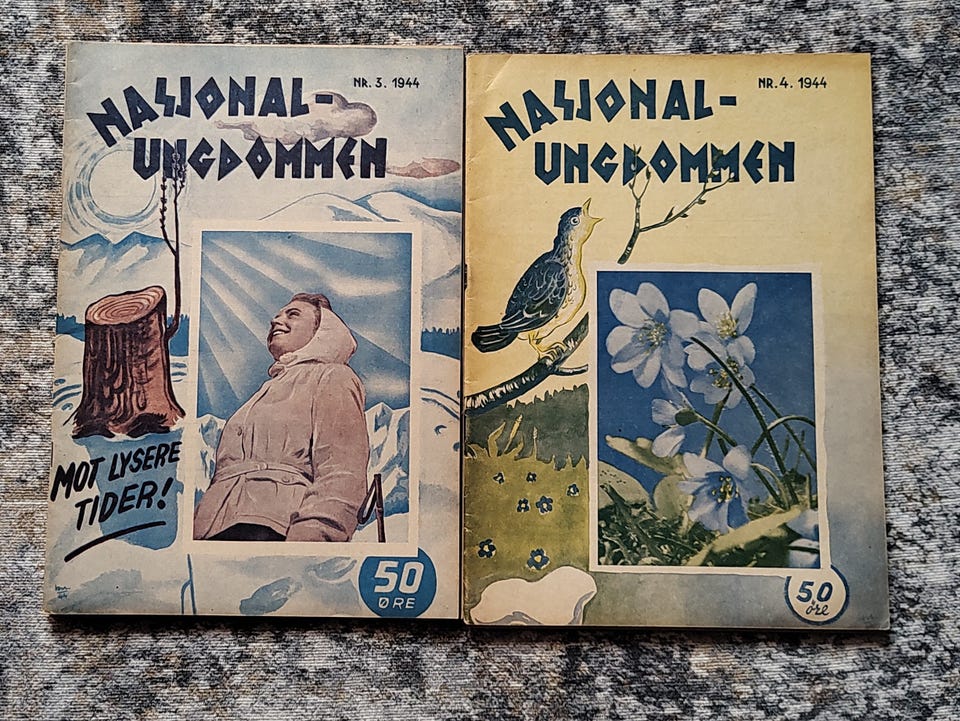 NR. 3. 1944
NASJONAL-
UNGDOMMEN
MOT LYSERE
TIDER!
50
ØRE
NR. 4. 1944
NASJONAL-
UNGDOMMEN
50
øre